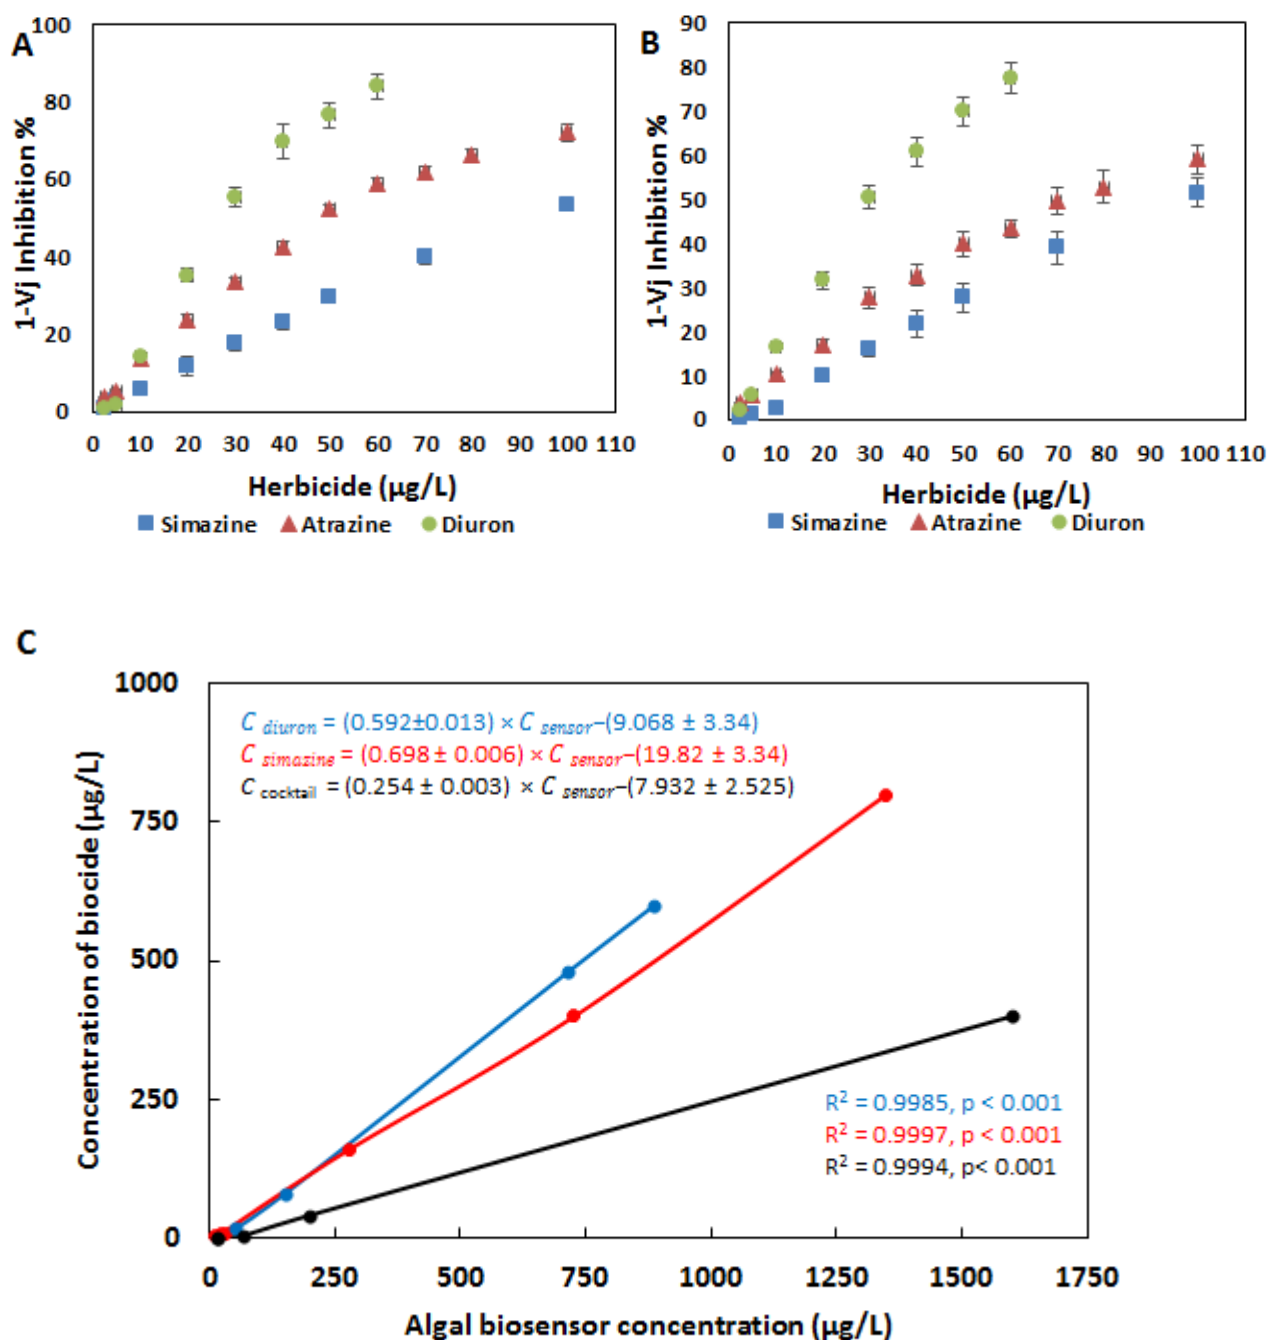 A
1-Vj Inhibition %
100
80
60
40
20
0
0 10 20 30 40 50 60 70 80 90 100 110
Herbicide (µg/L)
Simazine Atrazine Diuron
B
1-Vj Inhibition %
90
80
70
60
50
40
30
20
10
0
0 10 20 30 40 50 60 70 80 90 100 110
Herbicide (µg/L)
Simazine Atrazine Diuron
C
Concentration of biocide (µg/L)
1000
750
500
250
0
C diuron = (0.592±0.013) × C sensor–(9.068 ± 3.34)
C simazine = (0.698 ± 0.006) × C sensor–(19.82 ± 3.34)
C cocktail = (0.254 ± 0.003) × C sensor–(7.932 ± 2.525)
R² = 0.9985, p < 0.001
R² = 0.9997, p < 0.001
R² = 0.9994, p< 0.001
0 250 500 750 1000 1250 1500 1750
Algal biosensor concentration (µg/L)